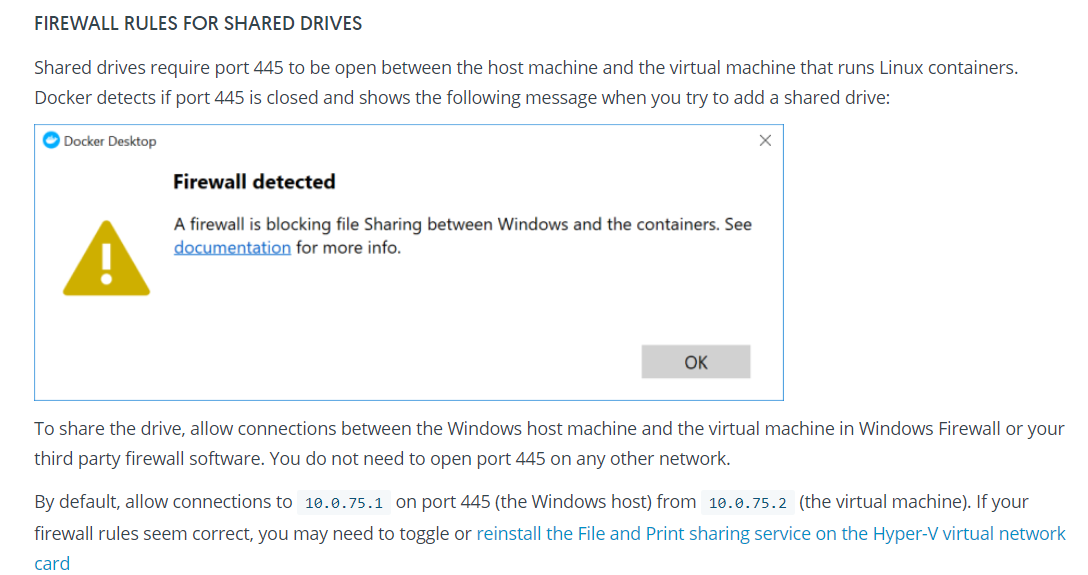 FIREWALL RULES FOR SHARED DRIVES
Shared drives require port 445 to be open between the host machine and the virtual machine that runs Linux containers.
Docker detects if port 445 is closed and shows the following message when you try to add a shared drive:
Docker Desktop
Firewall detected
A firewall is blocking file Sharing between Windows and the containers. See
documentation for more info.
OK
To share the drive, allow connections between the Windows host machine and the virtual machine in Windows Firewall or your
third party firewall software. You do not need to open port 445 on any other network.
By default, allow connections to 10.0.75.1 on port 445 (the Windows host) from 10.0.75.2 (the virtual machine). If your
firewall rules seem correct, you may need to toggle or reinstall the File and Print sharing service on the Hyper-V virtual network
card